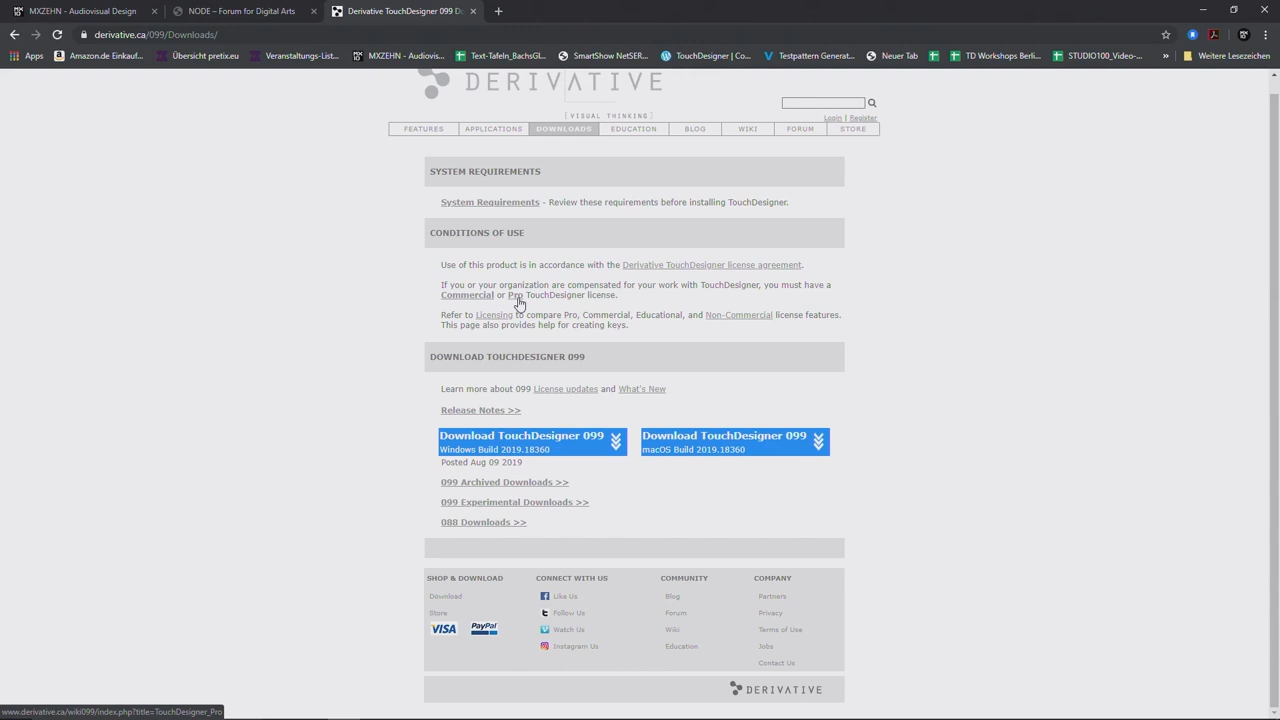 MXZEHN - Audiovisual Design
NODE – Forum for Digital Arts
Derivative TouchDesigner 099 Do
derivative.ca/099/Downloads/
Apps
Amazon.de Einkauf...
Übersicht pretix.eu
Veranstaltungs-List...
MXZEHN - Audiovis...
Text-Tafeln_BachsGl...
SmartShow NetSER...
TouchDesigner | Co...
Testpattern Generat...
Neuer Tab
TD Workshops Berli...
STUDIO100_Video-...
»
Weitere Lesezeichen
DERIVATIVE
[ VISUAL THINKING ]
Login | Register
FEATURES
APPLICATIONS
DOWNLOADS
EDUCATION
BLOG
WIKI
FORUM
STORE
SYSTEM REQUIREMENTS
System Requirements - Review these requirements before installing TouchDesigner.
CONDITIONS OF USE
Use of this product is in accordance with the Derivative TouchDesigner license agreement.
If you or your organization are compensated for your work with TouchDesigner, you must have a
Commercial or Pro TouchDesigner license.
Refer to Licensing to compare Pro, Commercial, Educational, and Non-Commercial license features.
This page also provides help for creating keys.
DOWNLOAD TOUCHDESIGNER 099
Learn more about 099 License updates and What's New
Release Notes >>
Download TouchDesigner 099
Windows Build 2019.18360
Download TouchDesigner 099
macOS Build 2019.18360
Posted Aug 09 2019
099 Archived Downloads >>
099 Experimental Downloads >>
088 Downloads >>
SHOP & DOWNLOAD
Download
Store
VISA
PayPal
CONNECT WITH US
Like Us
Follow Us
Watch Us
Instagram Us
COMMUNITY
Blog
Forum
Wiki
Education
COMPANY
Partners
Privacy
Terms of Use
Jobs
Contact Us
DERIVATIVE
www.derivative.ca/wiki099/index.php?title=TouchDesigner_Pro